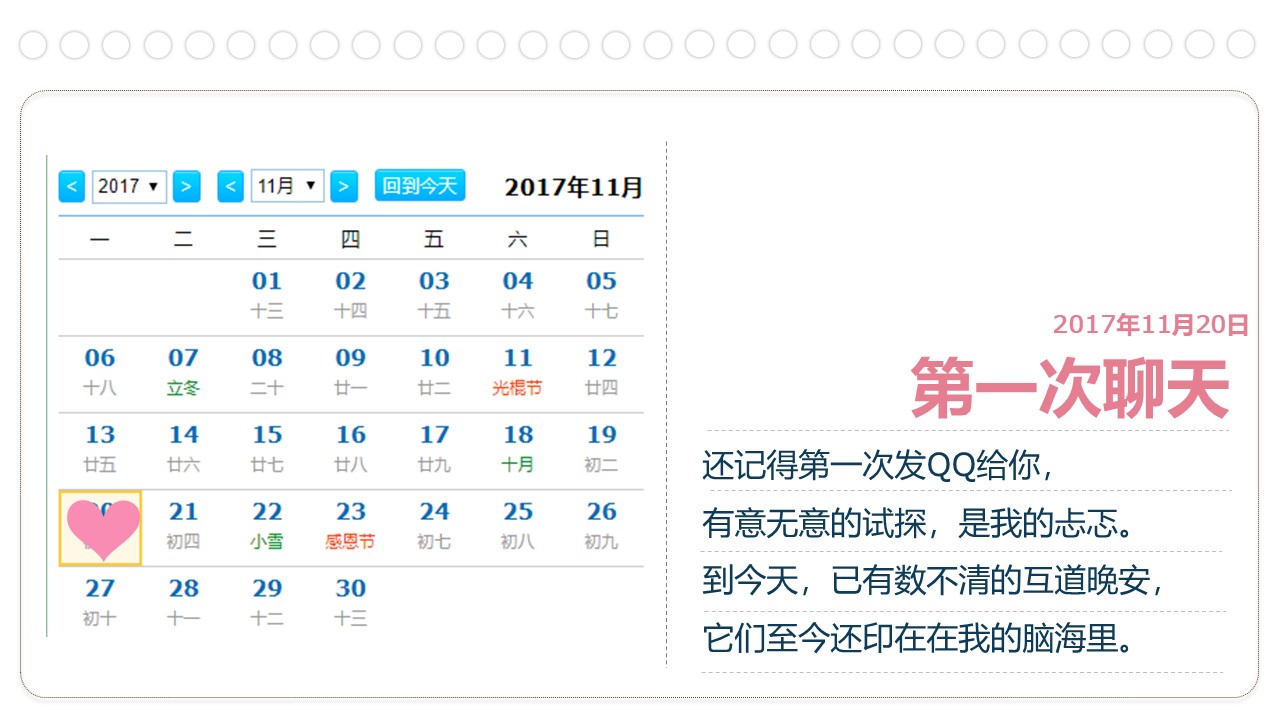 < 2017 ▼ > < 11月 ▼ > 回到今天 2017年11月
一 二 三 四 五 六 日
01 02 03 04 05
十三 十四 十五 十六 十七
06 07 08 09 10 11 12
十八 立冬 二十 廿一 廿二 光棍节 廿四
13 14 15 16 17 18 19
廿五 廿六 廿七 廿八 廿九 十月 初二
21 22 23 24 25 26
初四 小雪 感恩节 初七 初八 初九
27 28 29 30
初十 十一 十二 十三
2017年11月20日
第一次聊天
还记得第一次发QQ给你，
有意无意的试探，是我的忐忑。
到今天，已有数不清的互道晚安，
它们至今还印在在我的脑海里。